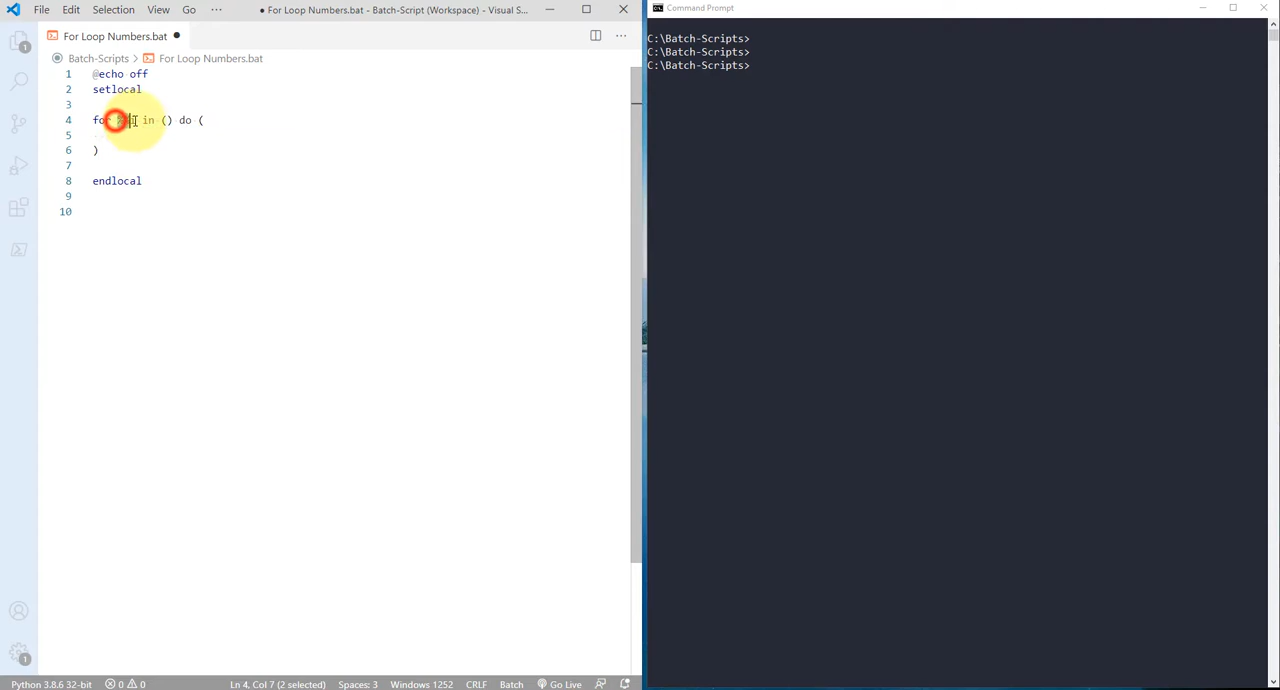 File Edit Selection View Go ··· ● For Loop Numbers.bat - Batch-Script (Workspace) - Visual S...
For Loop Numbers.bat ●
Batch-Scripts > For Loop Numbers.bat
1 @echo off
2 setlocal
3
4 for in () do (
5
6 )
7
8 endlocal
9
10
1
1
Python 3.8.6 32-bit 0 0 Ln 4, Col 7 (2 selected) Spaces: 3 Windows 1252 CRLF Batch Go Live
Command Prompt
C:\Batch-Scripts>
C:\Batch-Scripts>
C:\Batch-Scripts>